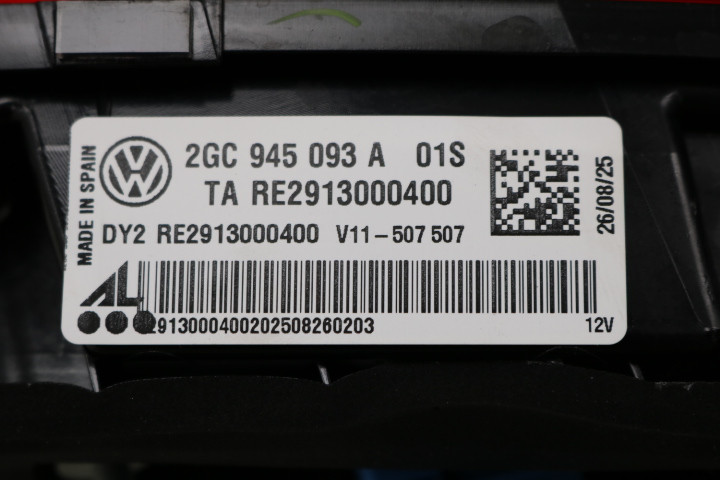 MADE IN SPAIN
2GC 945 093 A 01S
TA RE2913000400
DY2 RE2913000400 V11-507 507
26/08/25
AL
2913000400202508260203
12V